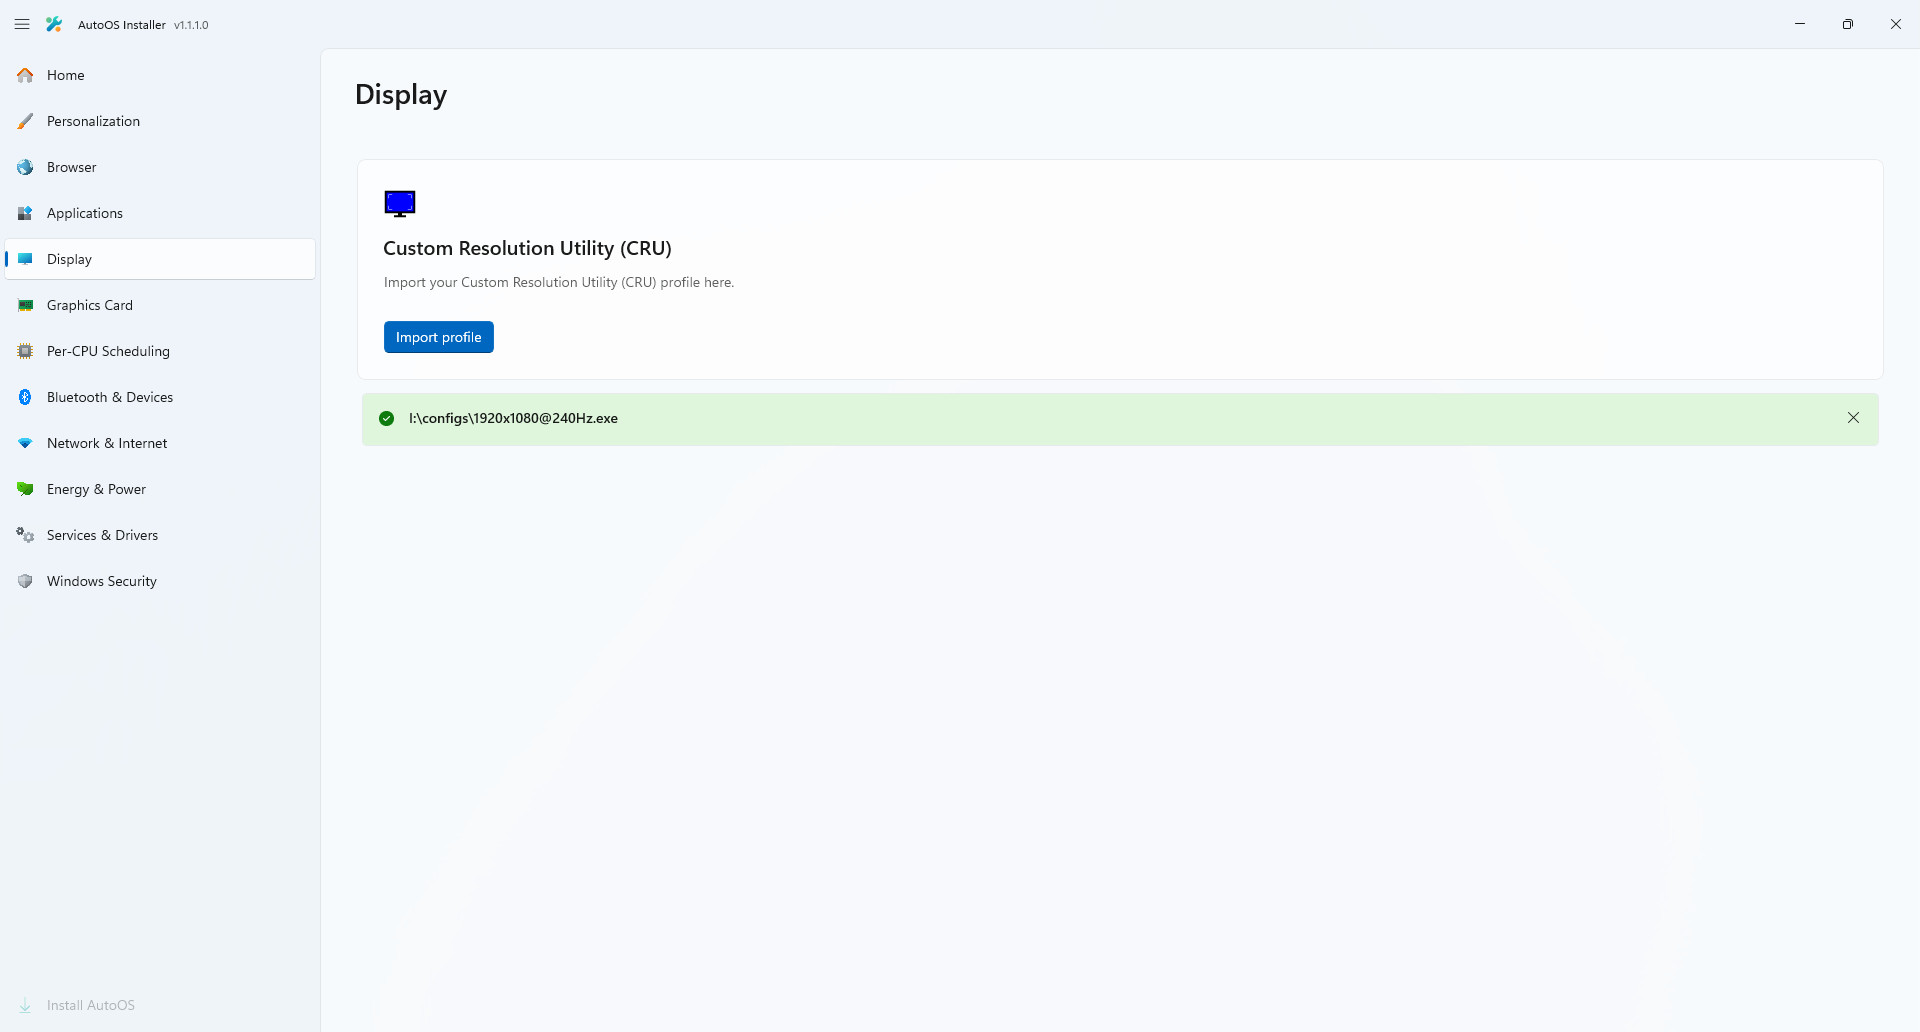 AutoOS Installer v1.1.1.0
Home
Personalization
Browser
Applications
Display
Graphics Card
Per-CPU Scheduling
Bluetooth & Devices
Network & Internet
Energy & Power
Services & Drivers
Windows Security
Install AutoOS
Display
Custom Resolution Utility (CRU)
Import your Custom Resolution Utility (CRU) profile here.
Import profile
I:\configs\1920x1080@240Hz.exe